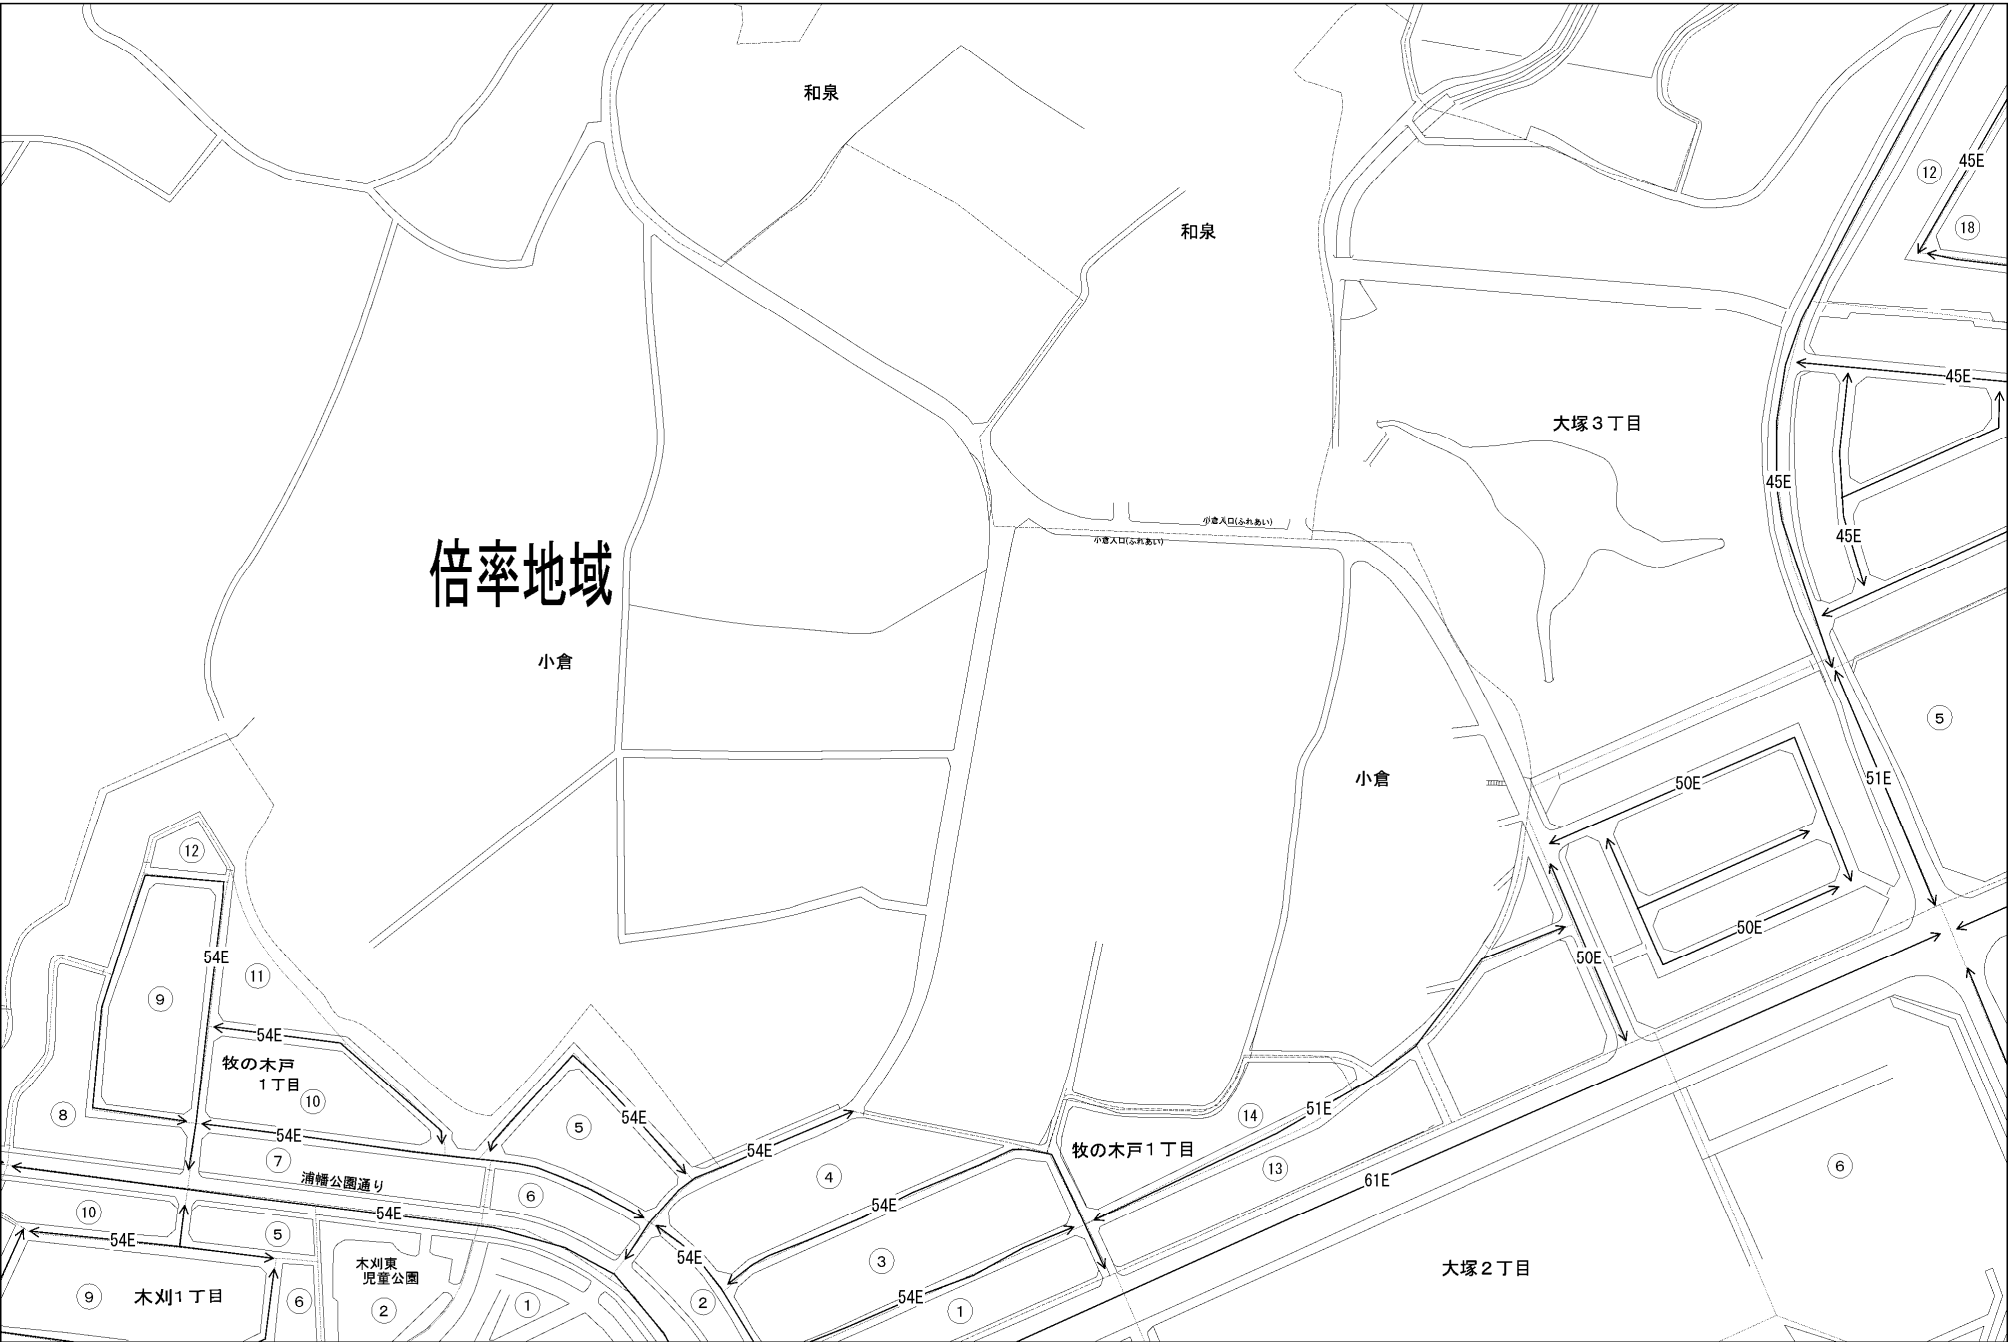 和泉
45E
⑫
和泉
⑱
45E
大塚３丁目
45E
小倉入口(ふれあい)
45E
小倉入口(ふれあい)
倍率地域
小倉
⑤
小倉
51E
50E
⑫
50E
54E
50E
⑪
⑨
54E
牧の木戸
１丁目
⑩
⑧
54E
⑤
54E
51E
⑭
54E
牧の木戸１丁目
⑦
⑬
⑥
浦幡公園通り
④
61E
⑥
⑩
54E
54E
⑤
54E
54E
木刈東
児童公園
③
大塚２丁目
⑨
木刈１丁目
⑥
②
①
②
54E
①